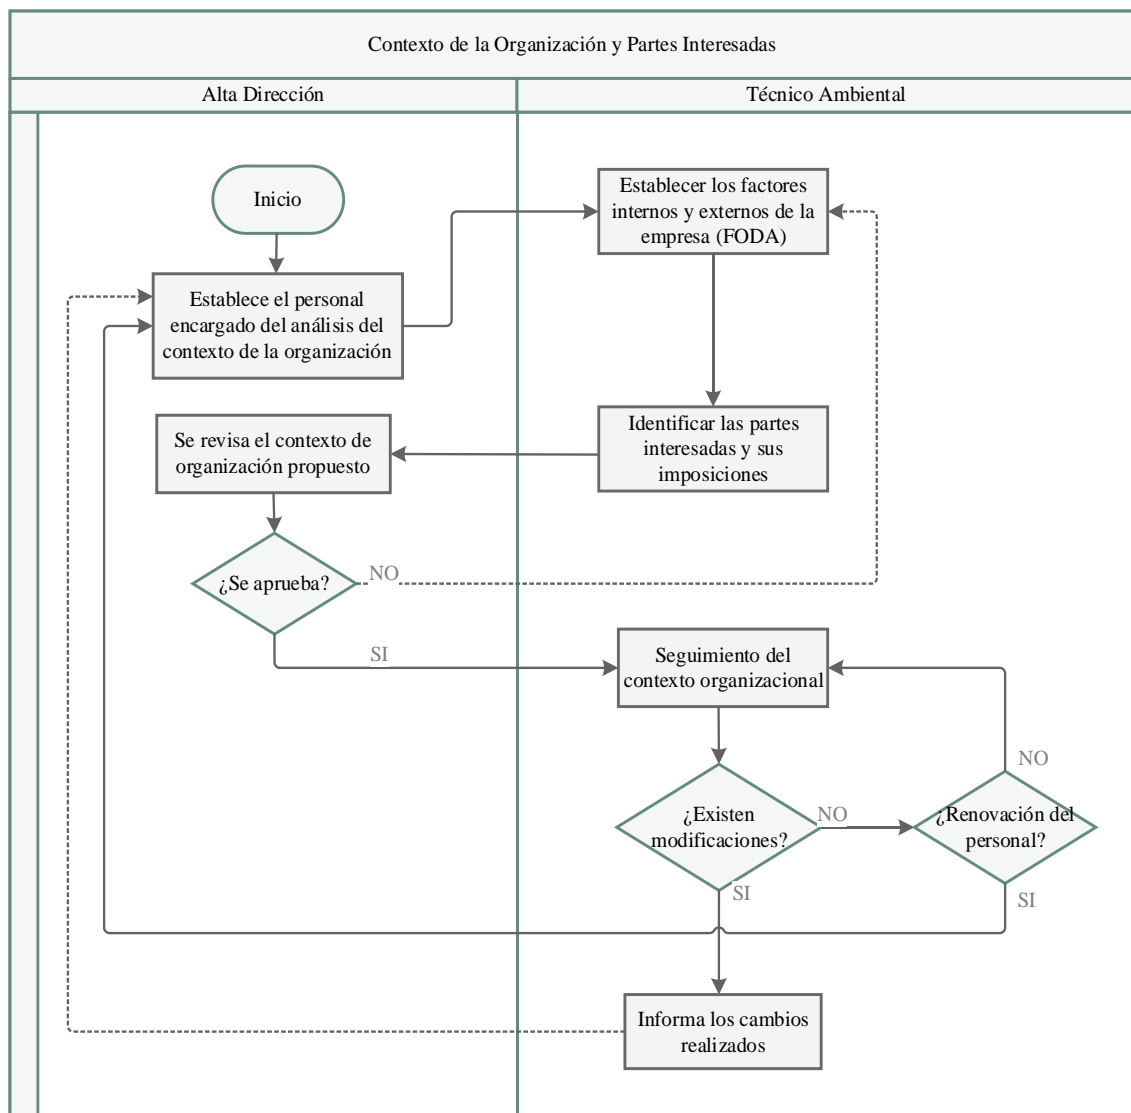 Contexto de la Organización y Partes Interesadas
Alta Dirección
Técnico Ambiental
Inicio
Establecer los factores
internos y externos de la
empresa (FODA)
Establece el personal
encargado del análisis del
contexto de la organización
Se revisa el contexto de
organización propuesto
Identificar las partes
interesadas y sus
imposiciones
¿Se aprueba?
NO
SI
Seguimiento del
contexto organizacional
¿Existen
modificaciones?
NO
¿Renovación del
personal?
NO
SI
SI
Informa los cambios
realizados